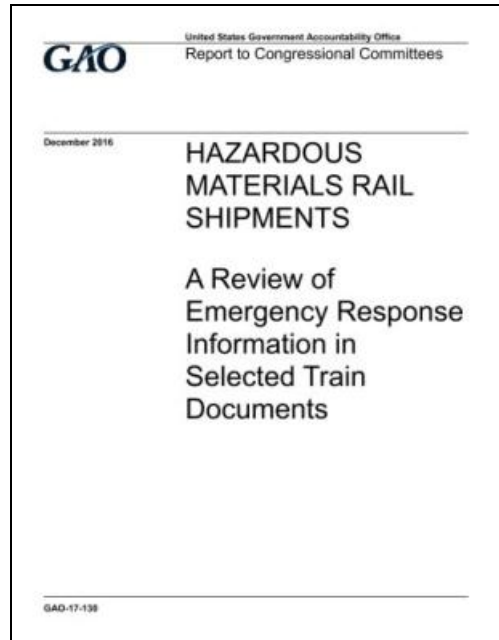 United States Government Accountability Office
GAO
Report to Congressional Committees
December 2016
HAZARDOUS
MATERIALS RAIL
SHIPMENTS
A Review of
Emergency Response
Information in
Selected Train
Documents
GAO-17-130